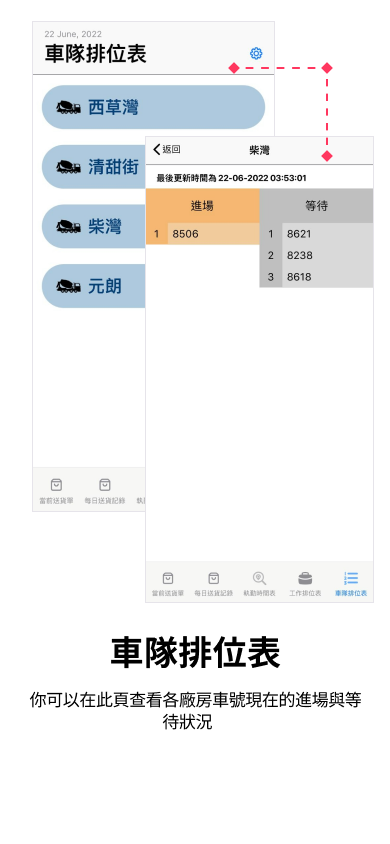 22 June, 2022
車隊排位表
西草灣
清甜街
柴灣
元朗
當前送貨單
每日送貨記錄
返回
柴灣
最後更新時間為 22-06-2022 03:53:01
進場
等待
1 8506
1 8621
2 8238
3 8618
當前送貨單
每日送貨記錄
執勤時間表
工作排位表
車隊排位表
車隊排位表
你可以在此頁查看各廠房車號現在的進場與等
待狀況